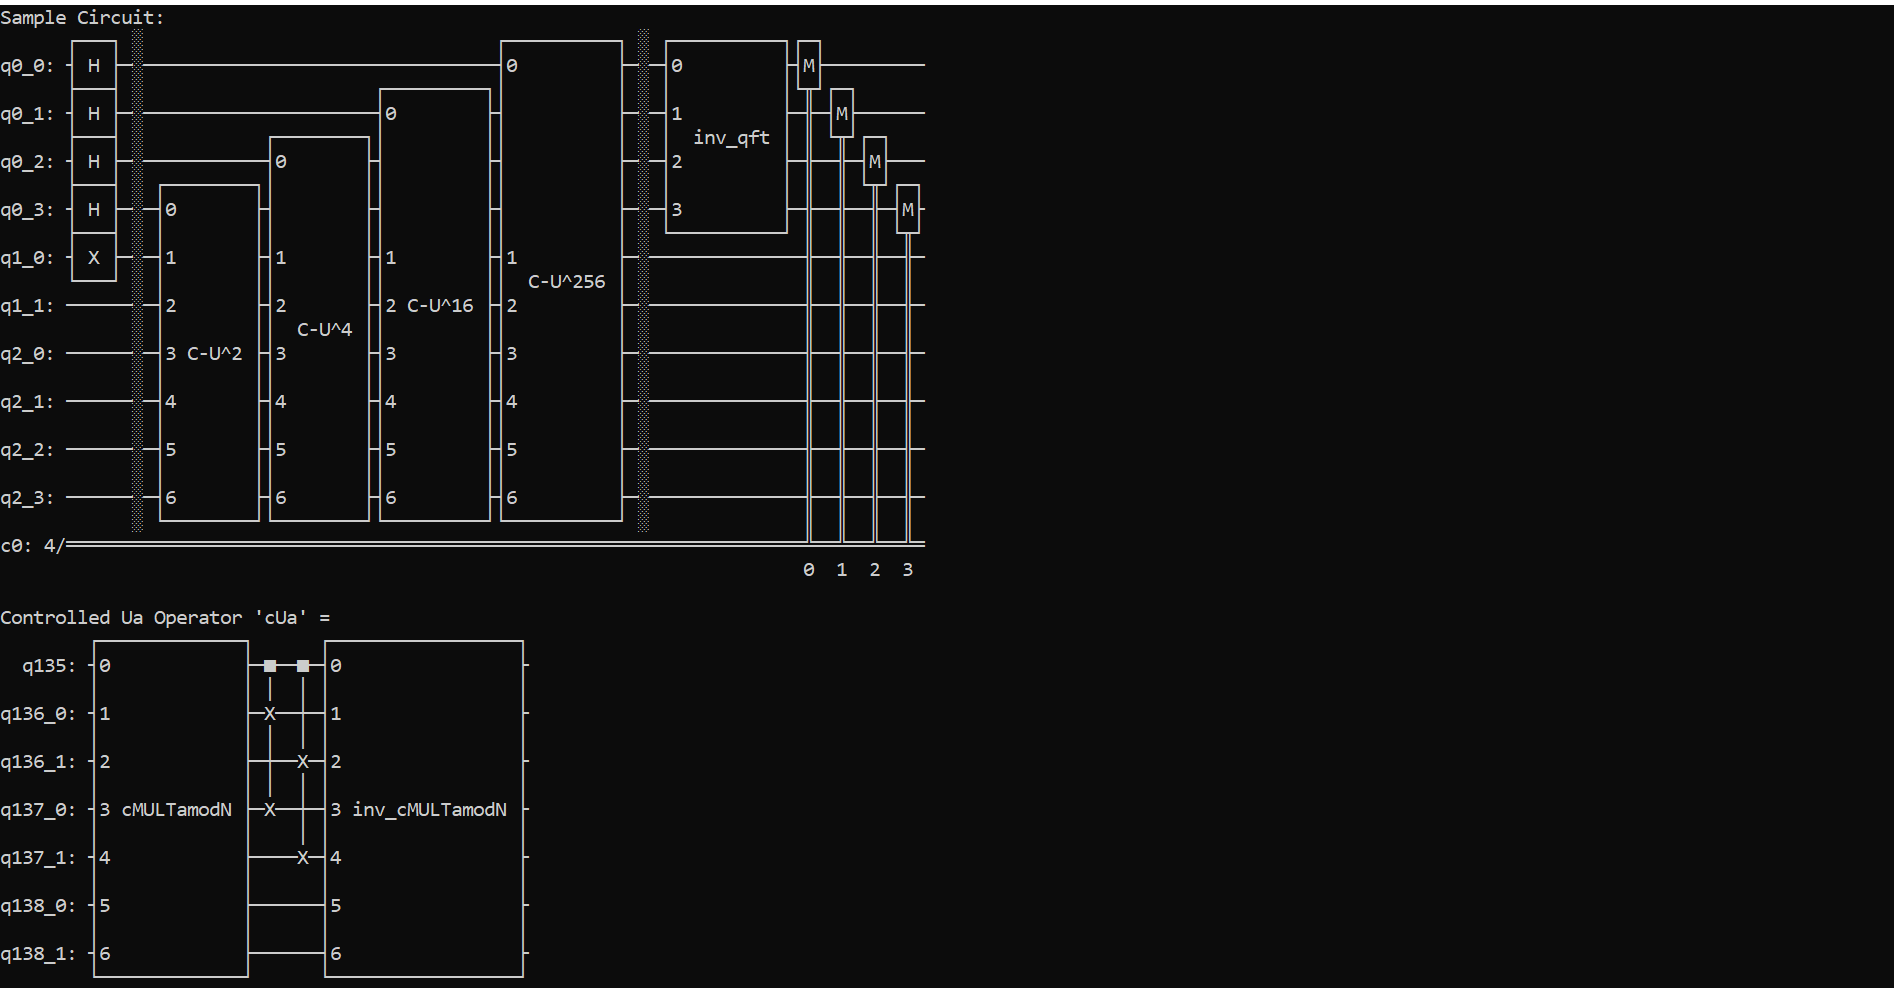 Sample Circuit:
q0_0: H 0 0 M
q0_1: H 0 1 M
inv_qft
q0_2: H 0 2 M
q0_3: H 0 3 M
q1_0: X 1 1 1 1
C-U^256
q1_1: 2 2 2 C-U^16 2
C-U^4
q2_0: 3 C-U^2 3 3 3
q2_1: 4 4 4 4
q2_2: 5 5 5 5
q2_3: 6 6 6 6
c0: 4/
0 1 2 3
Controlled Ua Operator 'cUa' =
q135: 0 ■ ■ 0
q136_0: 1 X 1
q136_1: 2 X 2
q137_0: 3 cMULTamodN X 3 inv_cMULTamodN
q137_1: 4 X 4
q138_0: 5 5
q138_1: 6 6